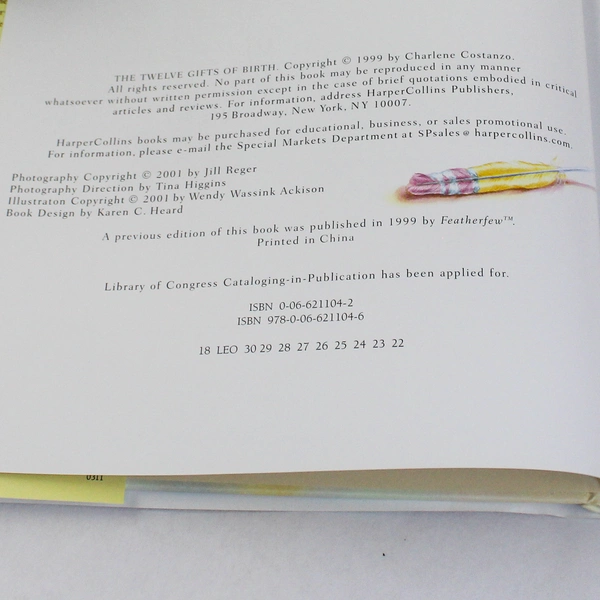 THE TWELVE GIFTS OF BIRTH. Copyright © 1999 by Charlene Costanzo.
All rights reserved. No part of this book may be reproduced in any manner
whatsoever without written permission except in the case of brief quotations embodied in critical
articles and reviews. For information, address HarperCollins Publishers,
195 Broadway, New York, NY 10007.
HarperCollins books may be purchased for educational, business, or sales promotional use.
For information, please e-mail the Special Markets Department at SPsales@harpercollins.com.
Photography Copyright © 2001 by Jill Reger
Photography Direction by Tina Higgins
Illustraton Copyright © 2001 by Wendy Wassink Ackison
Book Design by Karen C. Heard
A previous edition of this book was published in 1999 by Featherfew™.
Printed in China
Library of Congress Cataloging-in-Publication has been applied for.
ISBN 0-06-621104-2
ISBN 978-0-06-621104-6
18 LEO 30 29 28 27 26 25 24 23 22
0311